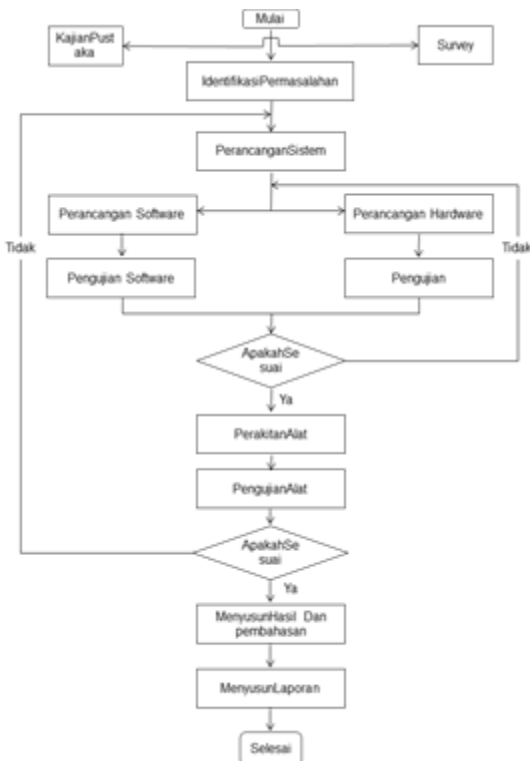 Mulai
KajianPust
aka
Survey
IdentifikasiPermasalahan
PerancanganSistem
Perancangan Software
Perancangan Hardware
Tidak
Tidak
Pengujian Software
Pengujian
ApakahSe
suai
Ya
PerakitanAlat
PengujianAlat
ApakahSe
suai
Ya
MenyusunHasil Dan
pembahasan
MenyusunLaporan
Selesai